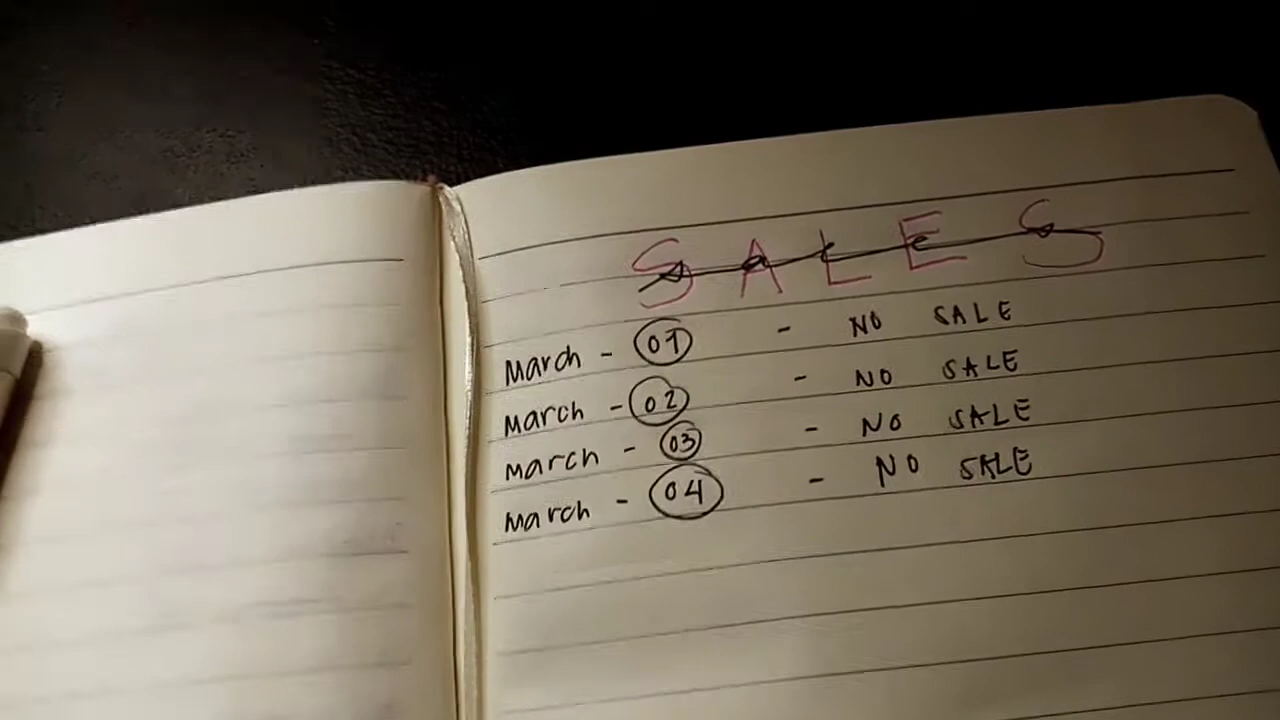 SALES
March - 01 - NO SALE
March - 02 - NO SALE
March - 03 - NO SALE
March - 04 - NO SALE